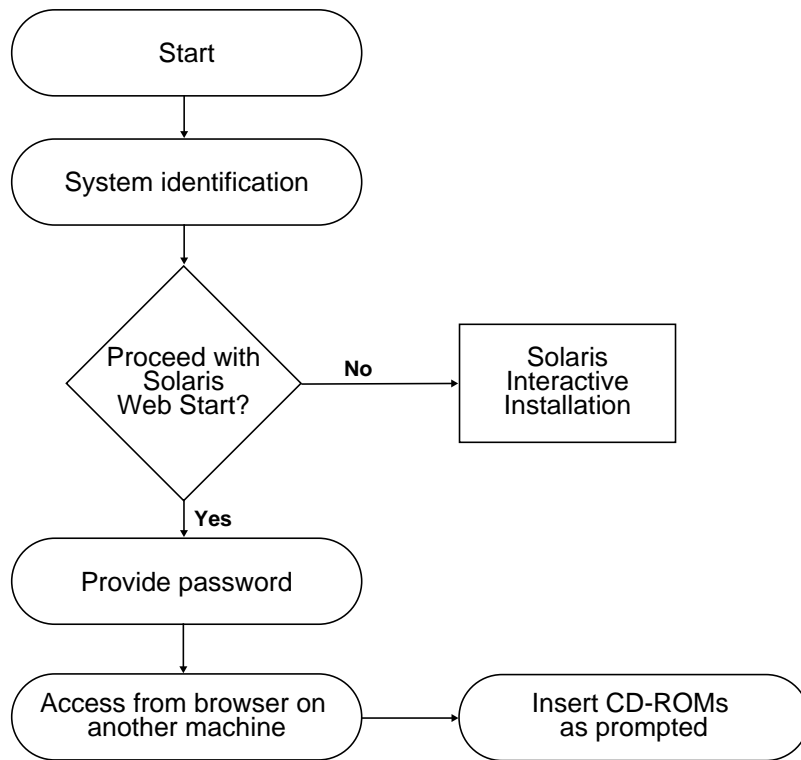 Start
System identification
Proceed with
Solaris
Web Start?
No
Solaris
Interactive
Installation
Yes
Provide password
Access from browser on
another machine
Insert CD-ROMs
as prompted